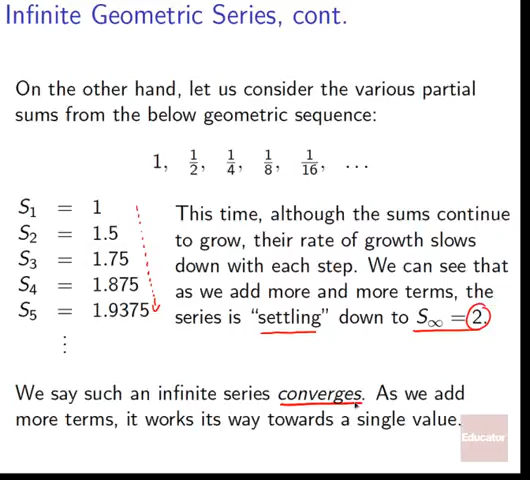 Infinite Geometric Series, cont.
On the other hand, let us consider the various partial
sums from the below geometric sequence:
1, 1/2, 1/4, 1/8, 1/16, ...
S₁ = 1
S₂ = 1.5
S₃ = 1.75
S₄ = 1.875
S₅ = 1.9375
⋮
This time, although the sums continue
to grow, their rate of growth slows
down with each step. We can see that
as we add more and more terms, the
series is “settling” down to S∞ = 2.
We say such an infinite series converges. As we add
more terms, it works its way towards a single value.
Educator